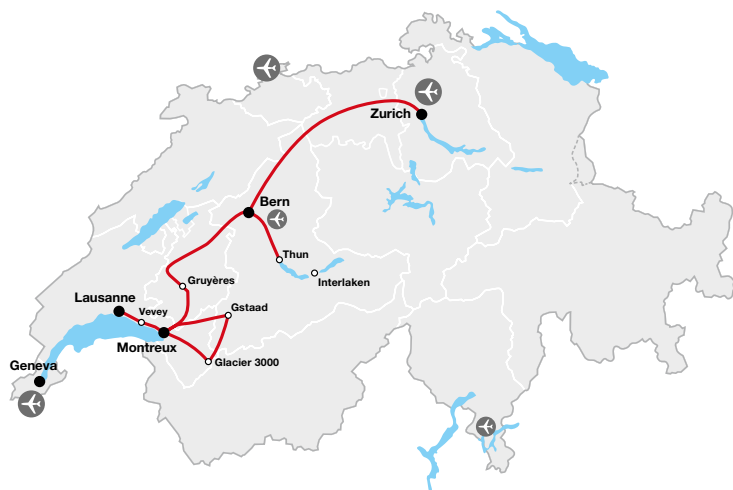 Zurich
Bern
Thun
Interlaken
Gruyères
Lausanne
Vevey
Gstaad
Montreux
Glacier 3000
Geneva